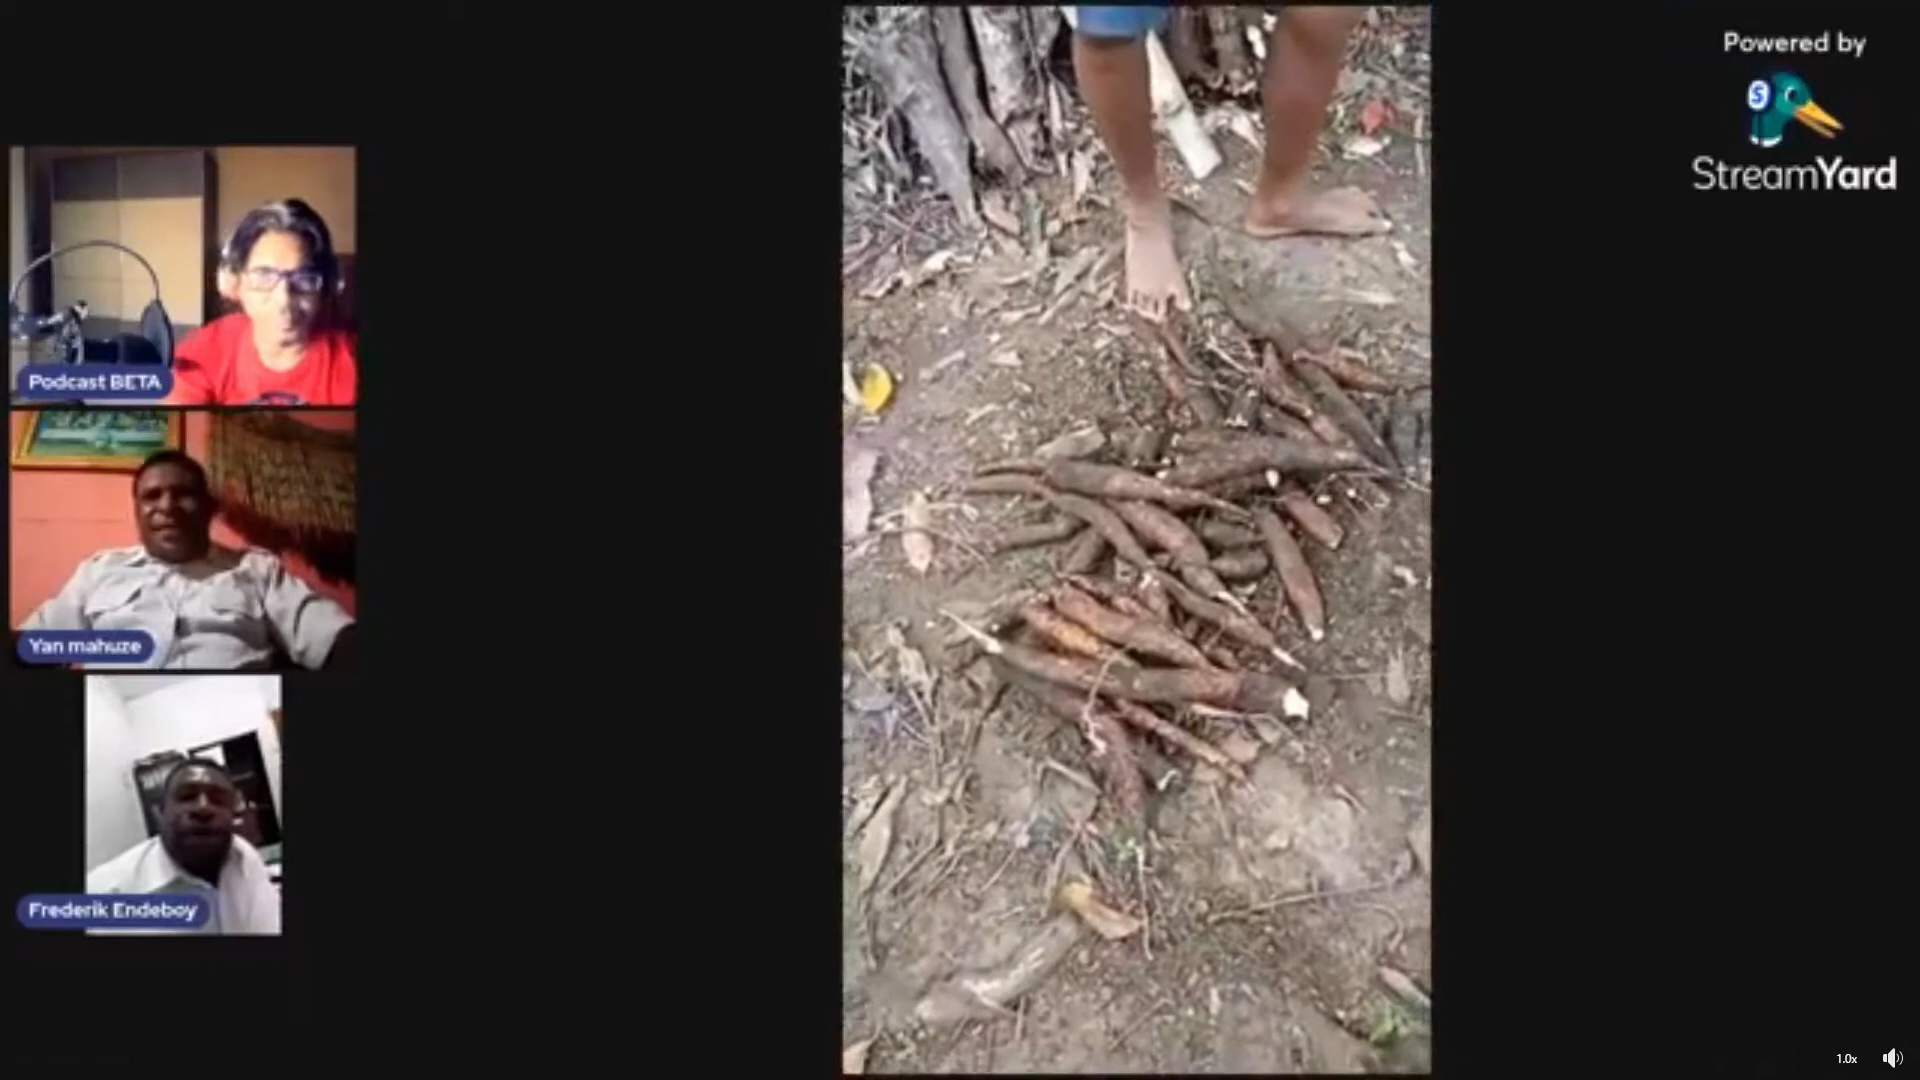 Powered by
S
StreamYard
Podcast BETA
Yan mahuze
Frederik Endeboy
1.0x